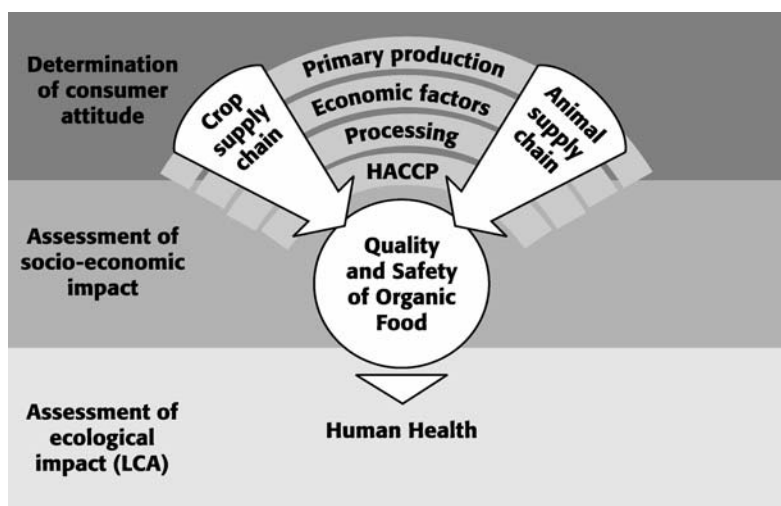 Determination
of consumer
attitude
Crop
supply
chain
Primary production
Economic factors
Processing
HACCP
Animal
supply
chain
Assessment of
socio-economic
impact
Quality
and Safety
of Organic
Food
Assessment of
ecological
impact (LCA)
Human Health